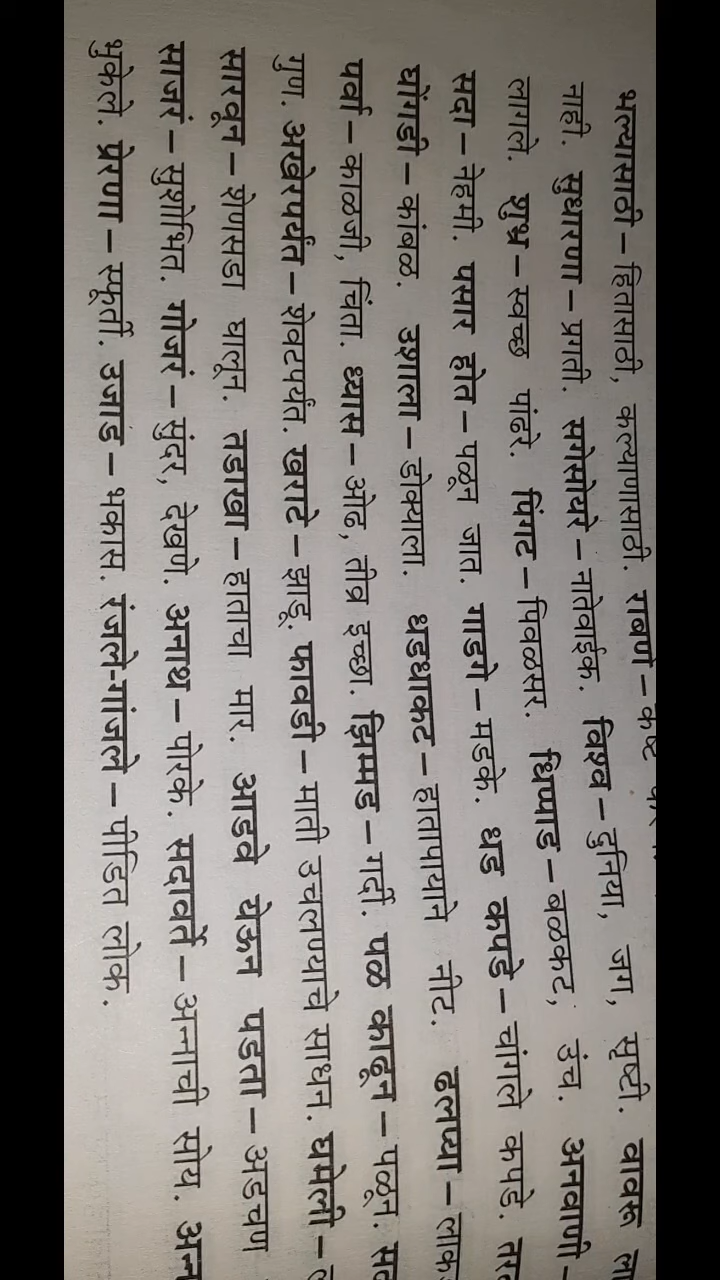 भल्यासाठी – हितासाठी, कल्याणासाठी. राबणे – कष्ट
नाही. सुधारणा – प्रगती. सगेसोयरे – नातेवाईक. विश्व – दुनिया, जग, सृष्टी. वावरू
लागले. शुभ्र – स्वच्छ पांढरे. पिंगट – पिवळसर. धिप्पाड – बळकट, उंच. अनवाणी –
सदा – नेहमी. पसार होत – पळून जात. गाडगे – मडके. धड कपडे – चांगले कपडे.
घोंगडी – कांबळ. उशाला – डोक्याला. धडधाकट – हातापायाने नीट. ढलप्या –
पर्वा – काळजी, चिंता. ध्यास – ओढ, तीव्र इच्छा. झिम्मड – गर्दी. पळ काढून – पळून.
गुण. अखेरपर्यंत – शेवटपर्यंत. खराटे – झाडू. फावडी – माती उचलण्याचे साधन. घमेली –
सारवून – शेणसडा घालून. तडाखा – हाताचा मार. आडवे येऊन पडता – अडचण
साजरं – सुशोभित. गोजरं – सुंदर, देखणे. अनाथ – पोरके. सदावर्ते – अन्नाची सोय.
भुकेले. प्रेरणा – स्फूर्ती. उजाड – भकास. रंजले-गांजले – पीडित लोक.